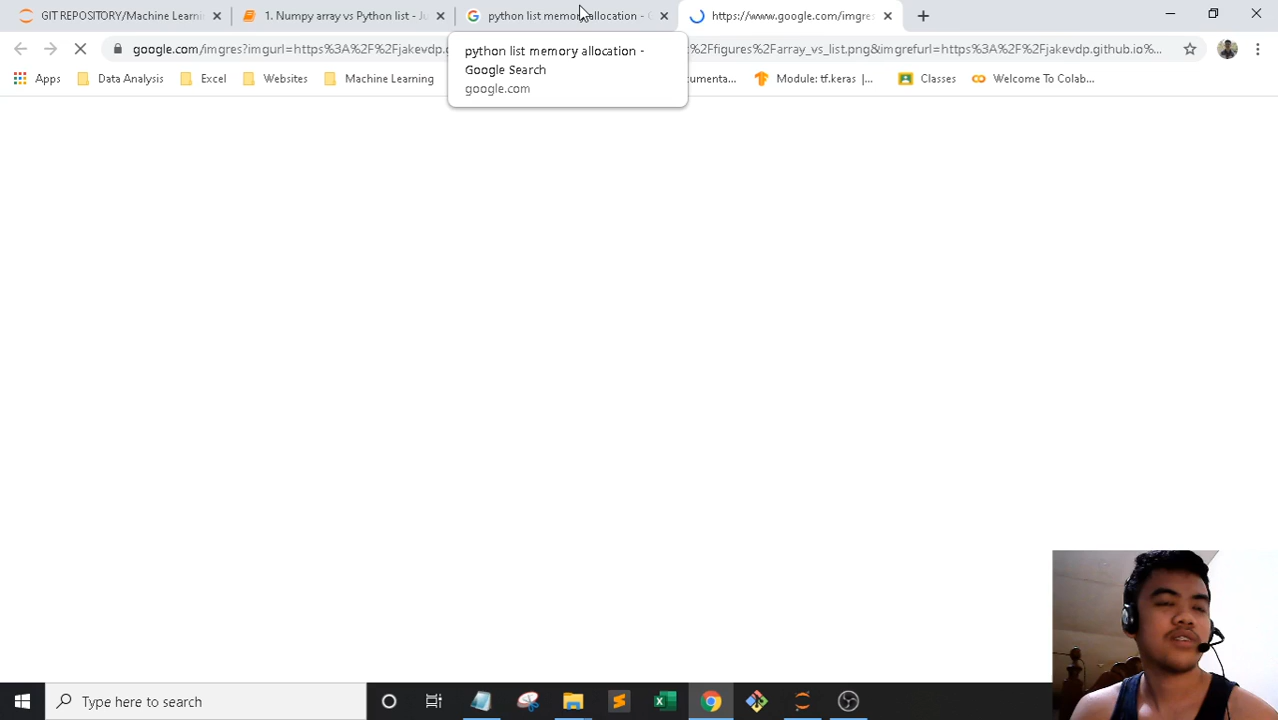 GIT REPOSITORY/Machine Learni
1. Numpy array vs Python list - Ju
python list memory allocation - G
https://www.google.com/imgres
google.com/imgres?imgurl=https%3A%2F%2Fjakevdp.g
%2Ffigures%2Farray_vs_list.png&imgrefurl=https%3A%2F%2Fjakevdp.github.io%...
python list memory allocation -
Google Search
google.com
Apps
Data Analysis
Excel
Websites
Machine Learning
cumenta...
Module: tf.keras |...
Classes
Welcome To Colab...
Type here to search